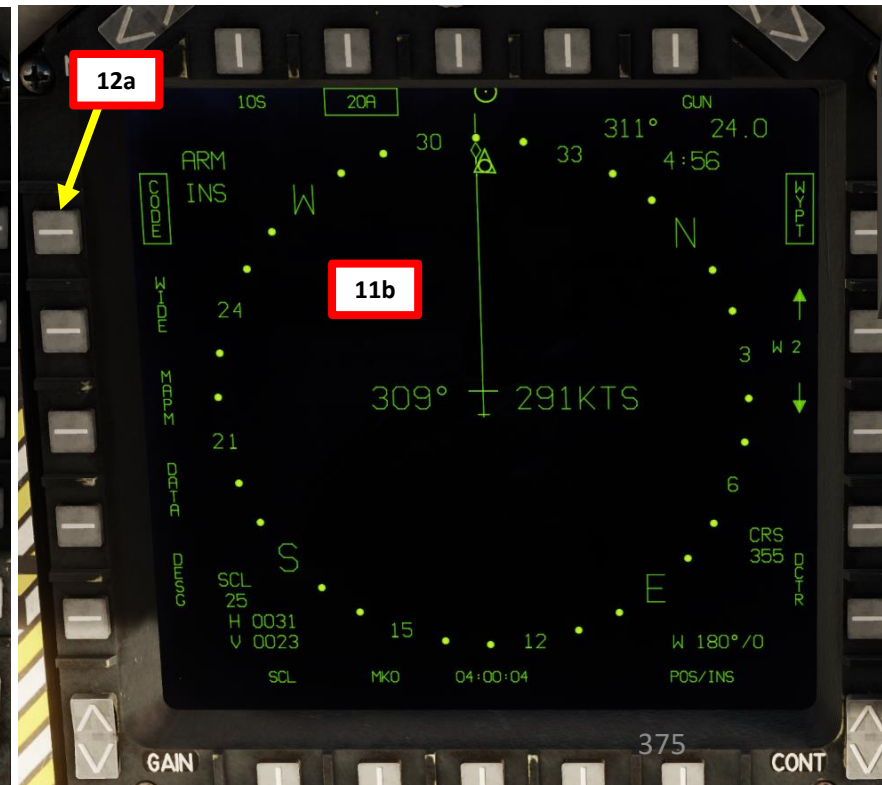 12a
10S
20A
GUN
30
33
311° 24.0
4:56
ARM
INS
CODE
WYPT
W
N
11b
WIDE
24
3
W 2
309°
291KTS
MAPM
21
DATA
6
CRS
355
S
E
DESG
SCL
25
H 0031
V 0023
DCTR
15
12
W 180°/0
SCL
MK0
04:00:04
POS/INS
375
GAIN
CONT